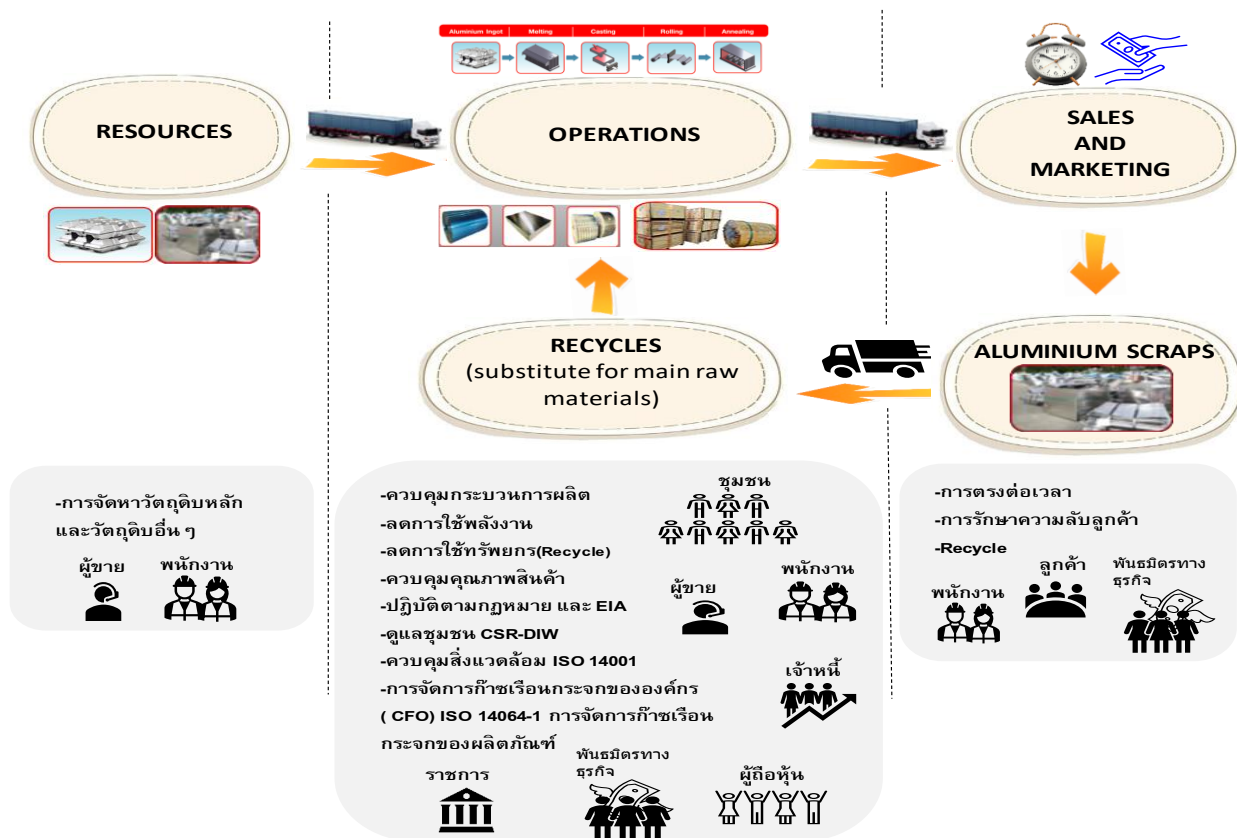 Aluminium Ingot
Melting
Casting
Rolling
Annealing
RESOURCES
OPERATIONS
SALES
AND
MARKETING
RECYCLES
(substitute for main raw
materials)
ALUMINIUM SCRAPS
-การจัดหาวัตถุดิบหลัก
และวัตถุดิบอื่น ๆ
ผู้ขาย
พนักงาน
-ควบคุมกระบวนการผลิต
-ลดการใช้พลังงาน
-ลดการใช้ทรัพยกร(Recycle)
-ควบคุมคุณภาพสินค้า
-ปฎิบัติตามกฎหมาย และ EIA
-ดูแลชุมชน CSR-DIW
-ควบคุมสิ่งแวดล้อม ISO 14001
-การจัดการก๊าซเรือนกระจกขององค์กร
( CFO) ISO 14064-1 การจัดการก๊าซเรือน
กระจกของผลิตภัณฑ์
ชุมชน
ผู้ขาย
พนักงาน
เจ้าหนี้
ราชการ
พันธมิตรทาง
ธุรกิจ
ผู้ถือหุ้น
-การตรงต่อเวลา
-การรักษาความลับลูกค้า
-Recycle
พนักงาน
ลูกค้า
พันธมิตรทาง
ธุรกิจ